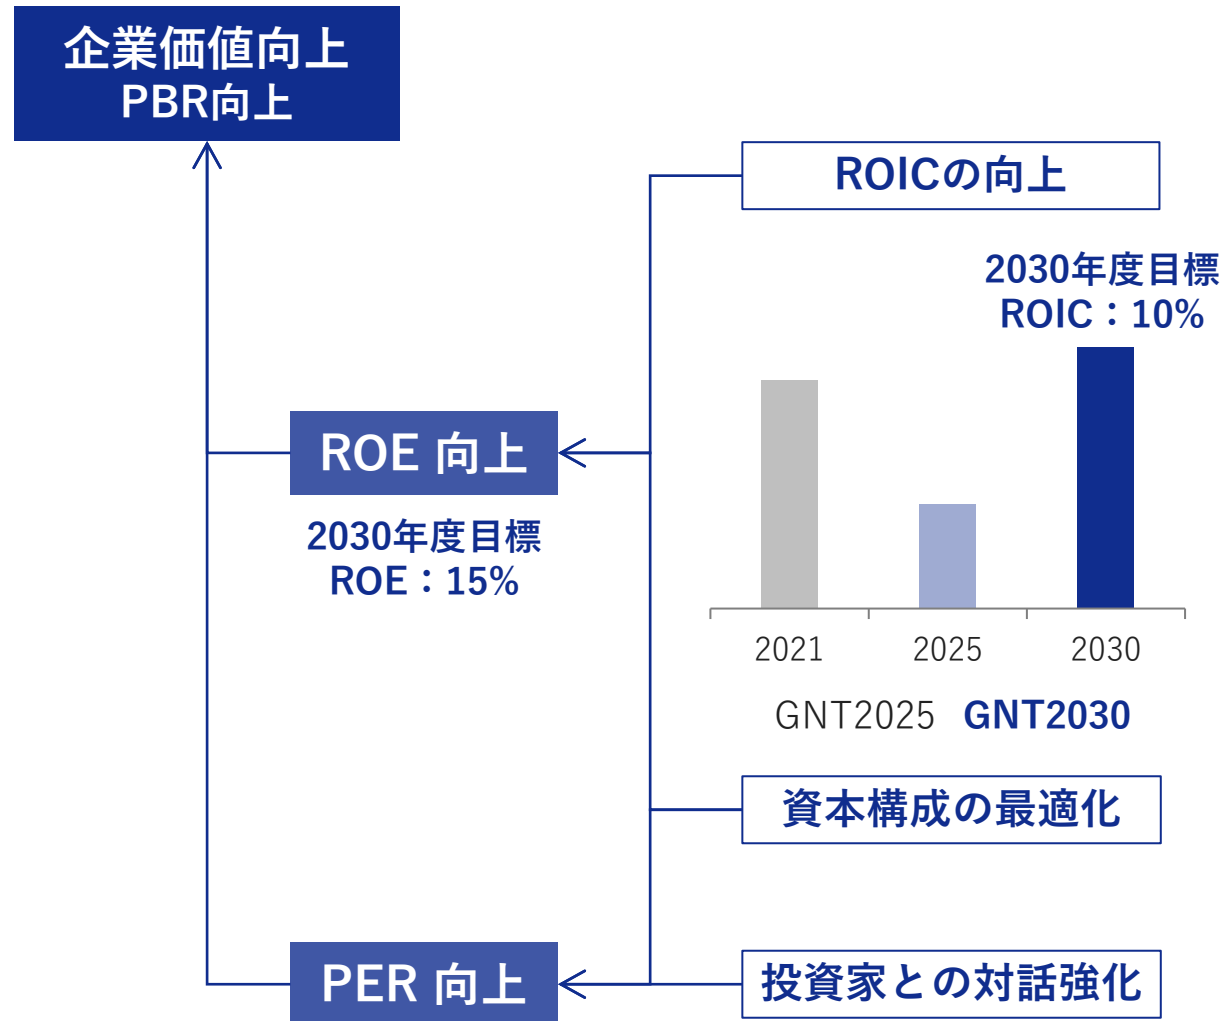 企業価値向上
PBR向上
ROICの向上
2030年度目標
ROIC：10%
ROE 向上
2030年度目標
ROE：15%
2021
2025
2030
GNT2025 GNT2030
資本構成の最適化
PER 向上
投資家との対話強化